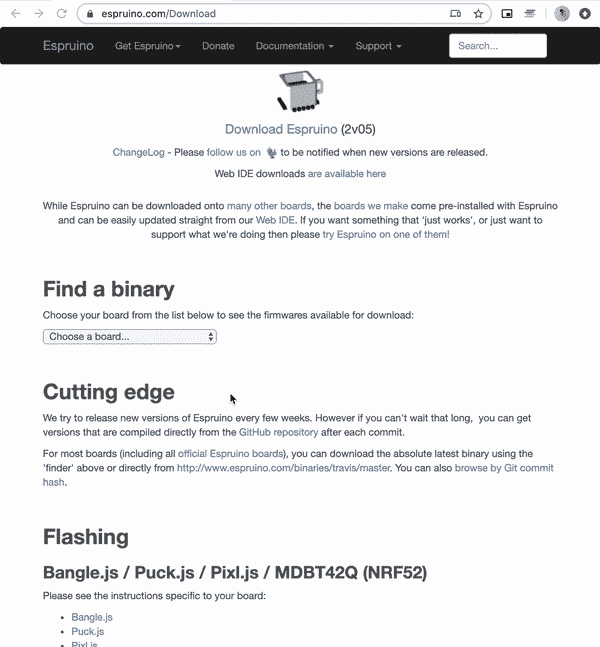 espruino.com/Download
Espruino Get Espruino Donate Documentation Support Search...
Download Espruino (2v05)
ChangeLog - Please follow us on to be notified when new versions are released.
Web IDE downloads are available here
While Espruino can be downloaded onto many other boards, the boards we make come pre-installed with Espruino
and can be easily updated straight from our Web IDE. If you want something that 'just works', or just want to
support what we're doing then please try Espruino on one of them!
Find a binary
Choose your board from the list below to see the firmwares available for download:
Choose a board...
Cutting edge
We try to release new versions of Espruino every few weeks. However if you can't wait that long, you can get
versions that are compiled directly from the GitHub repository after each commit.
For most boards (including all official Espruino boards), you can download the absolute latest binary using the
'finder' above or directly from http://www.espruino.com/binaries/travis/master. You can also browse by Git commit
hash.
Flashing
Bangle.js / Puck.js / Pixl.js / MDBT42Q (NRF52)
Please see the instructions specific to your board:
• Bangle.js
• Puck.js
• Pixl.js